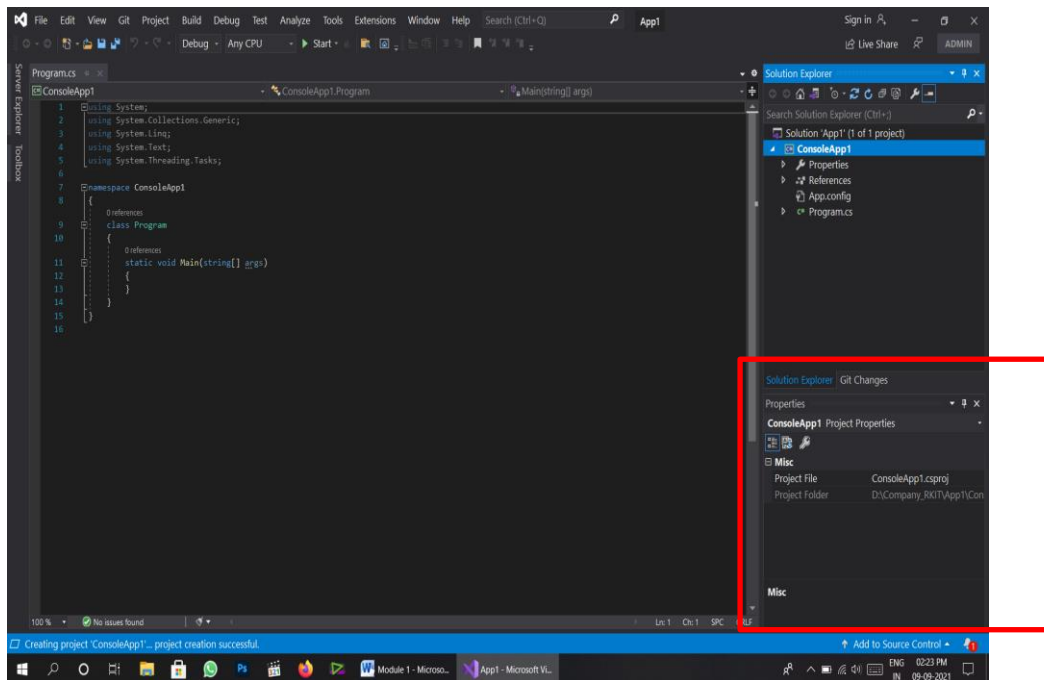 File Edit View Git Project Build Debug Test Analyze Tools Extensions Window Help Search (Ctrl+Q) App1 Sign in
Debug Any CPU Start Live Share ADMIN
Server Explorer
Toolbox
Program.cs
ConsoleApp1 ConsoleApp1.Program Main(string[] args)
1 using System;
2 using System.Collections.Generic;
3 using System.Linq;
4 using System.Text;
5 using System.Threading.Tasks;
6
7 namespace ConsoleApp1
8 {
0 references
9 class Program
10 {
0 references
11 static void Main(string[] args)
12 {
13 }
14 }
15 }
16
100 % No issues found Ln: 1 Ch: 1 SPC
Solution Explorer
Search Solution Explorer (Ctrl+;)
Solution 'App1' (1 of 1 project)
ConsoleApp1
Properties
References
App.config
Program.cs
Solution Explorer Git Changes
Properties
ConsoleApp1 Project Properties
Misc
Project File ConsoleApp1.csproj
Project Folder D:\Company_RKIT\App1\Con
Misc
Creating project 'ConsoleApp1'... project creation successful. Add to Source Control
Ps Module 1 - Microso... App1 - Microsoft Vi... ENG 02:23 PM
IN 09-09-2021